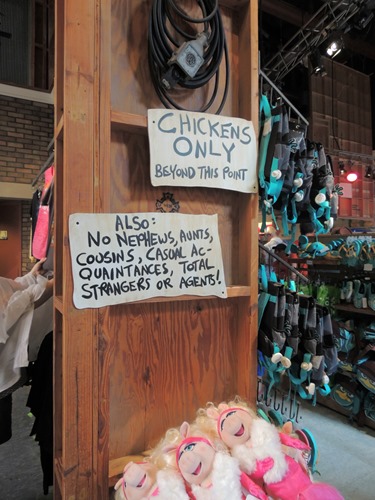 CHICKENS
ONLY
BEYOND THIS POINT
ALSO:
NO NEPHEWS, AUNTS,
COUSINS, CASUAL AC-
QUAINTANCES, TOTAL
STRANGERS OR AGENTS!